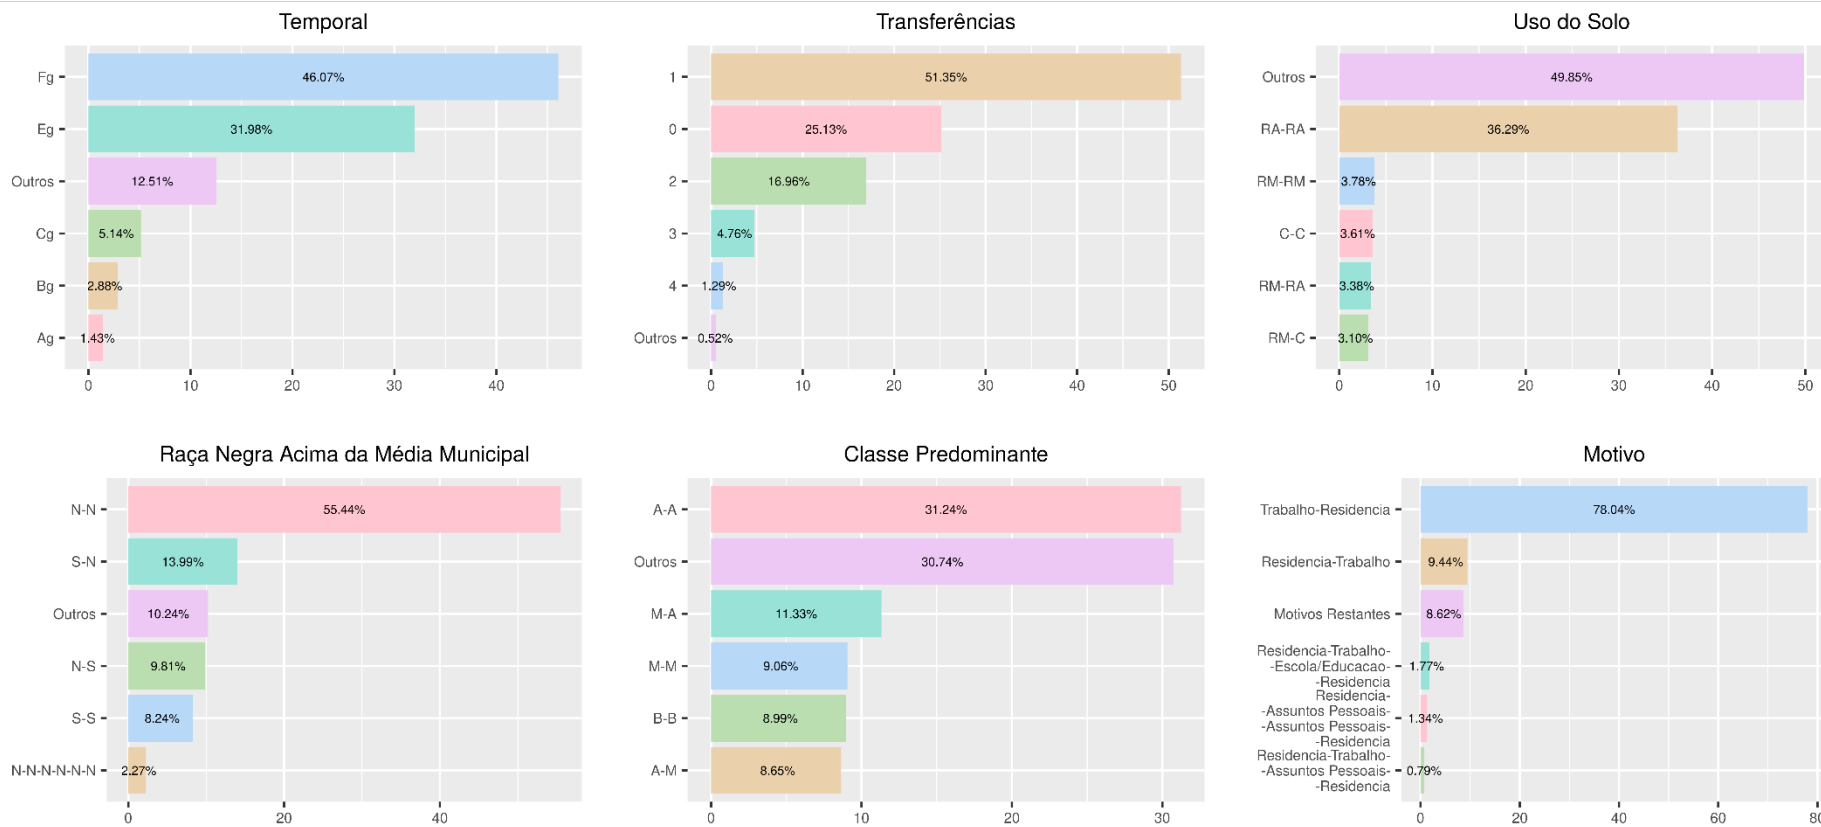 Temporal
Fg
46.07%
Eg
31.98%
Outros
12.51%
Cg
5.14%
Bg
2.88%
Ag
1.43%
0 10 20 30 40
Transferências
1
51.35%
0
25.13%
2
16.96%
3
4.76%
4
1.29%
Outros
0.52%
0 10 20 30 40 50
Uso do Solo
Outros
49.85%
RA-RA
36.29%
RM-RM
3.78%
C-C
3.61%
RM-RA
3.38%
RM-C
3.10%
0 10 20 30 40 50
Raça Negra Acima da Média Municipal
N-N
55.44%
S-N
13.99%
Outros
10.24%
N-S
9.81%
S-S
8.24%
N-N-N-N-N-N
2.27%
0 20 40
Classe Predominante
A-A
31.24%
Outros
30.74%
M-A
11.33%
M-M
9.06%
B-B
8.99%
A-M
8.65%
0 10 20 30
Motivo
Trabalho-Residencia
78.04%
Residencia-Trabalho
9.44%
Motivos Restantes
8.62%
Residencia-Trabalho-
-Escola/Educacao-
-Residencia
1.77%
Residencia-
-Assuntos Pessoais-
-Assuntos Pessoais-
-Residencia
1.34%
Residencia-Trabalho-
-Assuntos Pessoais-
-Residencia
0.79%
0 20 40 60 80